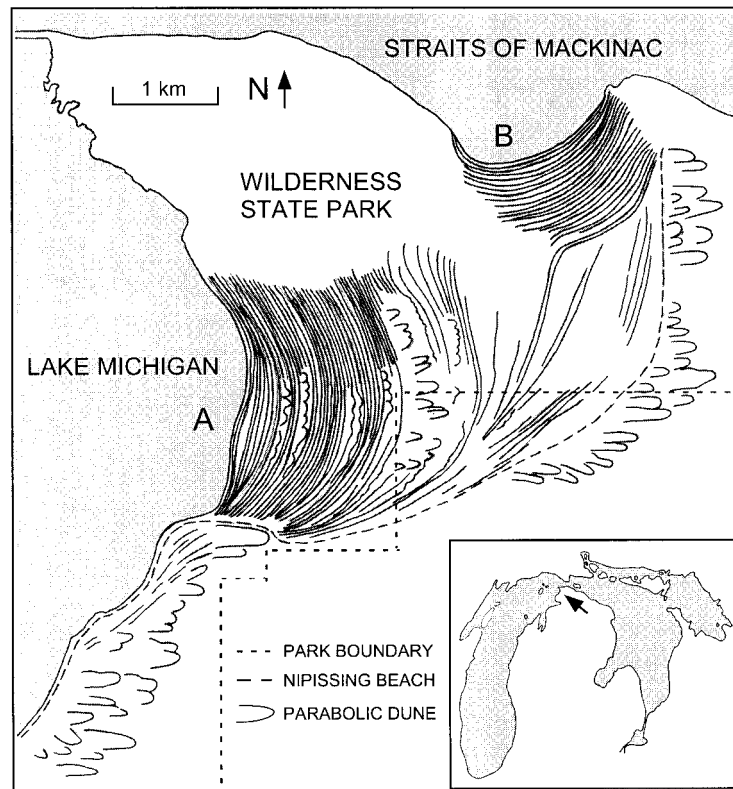 STRAITS OF MACKINAC
1 km
N
B
WILDERNESS
STATE PARK
LAKE MICHIGAN
A
PARK BOUNDARY
NIPISSING BEACH
PARABOLIC DUNE